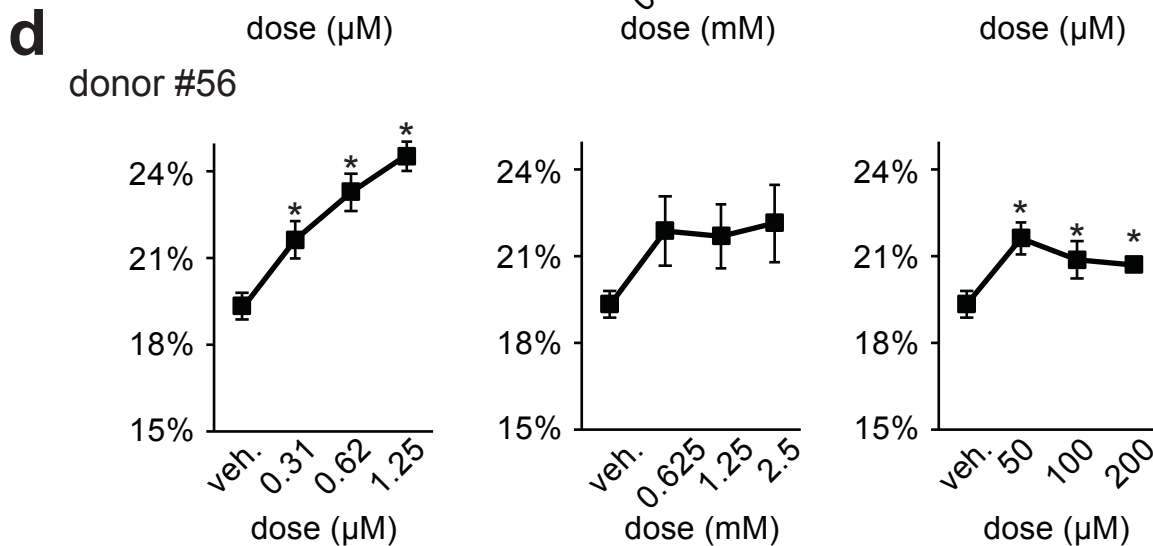 d
dose (µM) dose (mM) dose (µM)
donor #56
* * *
24%
21%
18%
15%
veh. 0.31 0.62 1.25
dose (µM)
24%
21%
18%
15%
veh. 0.625 1.25 2.5
dose (mM)
* * *
24%
21%
18%
15%
veh. 50 100 200
dose (µM)